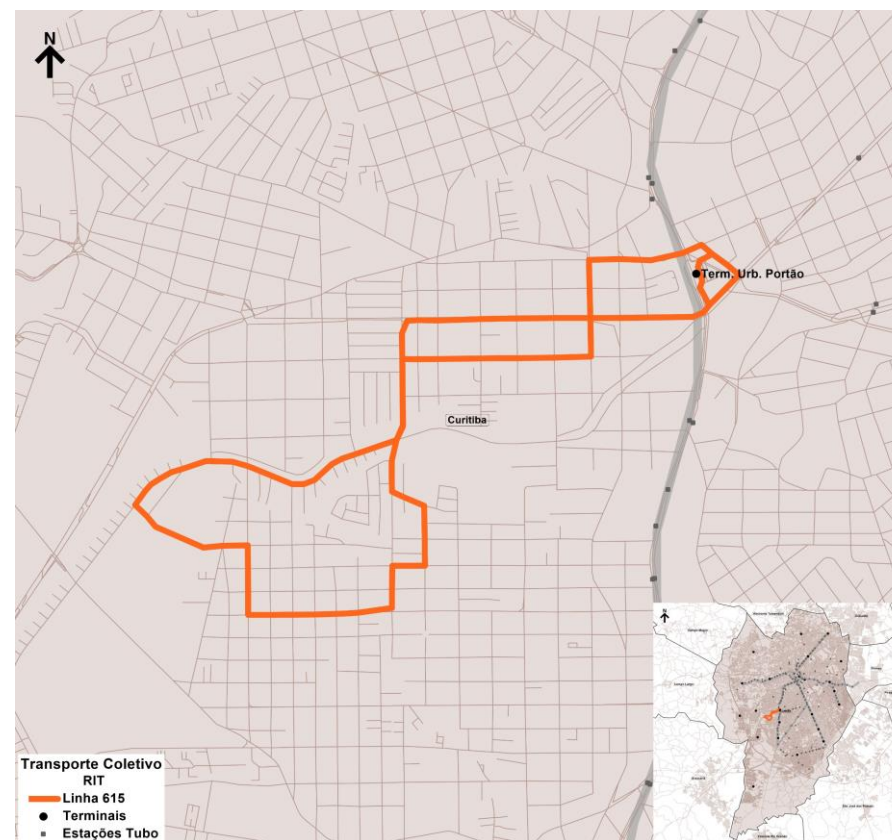 N
Term. Urb. Portão
Curitiba
Transporte Coletivo
RIT
Linha 615
Terminais
Estações Tubo
N